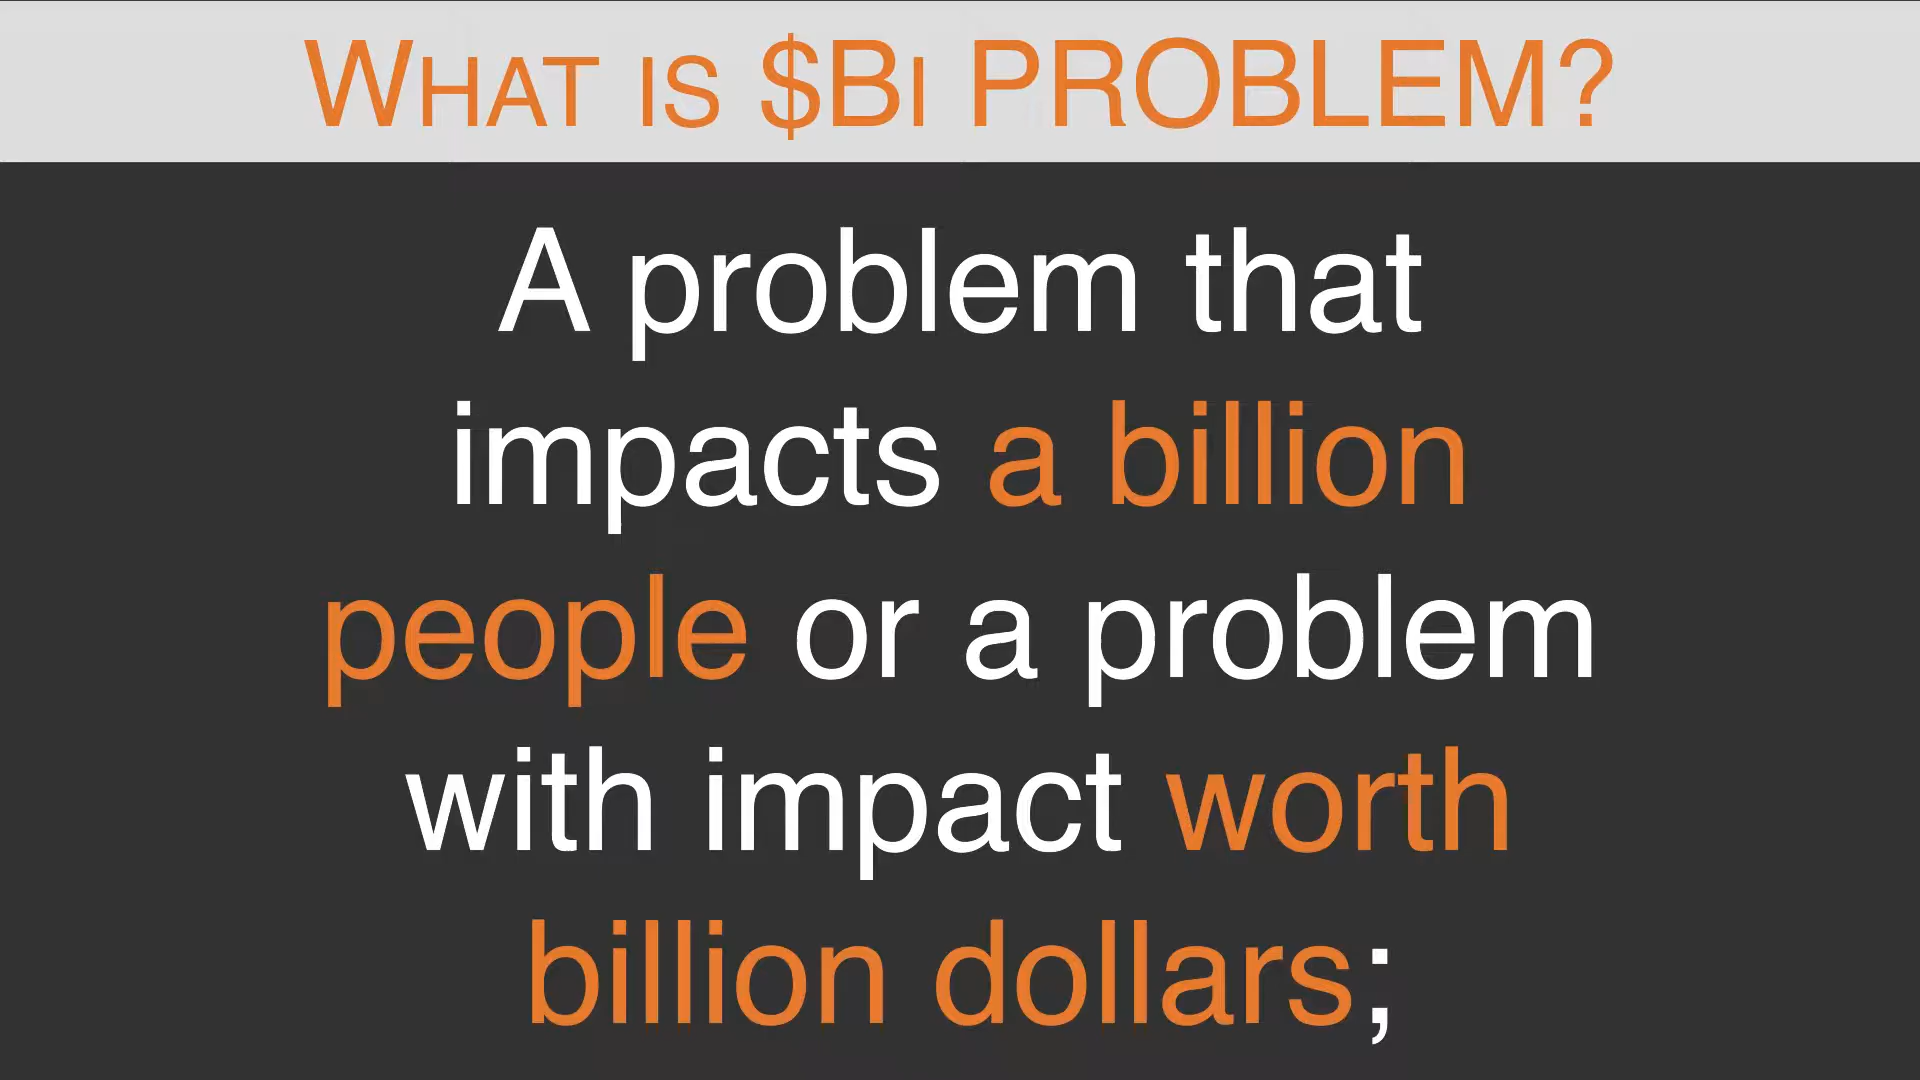 What is $Bi PROBLEM?
A problem that
impacts a billion
people or a problem
with impact worth
billion dollars;